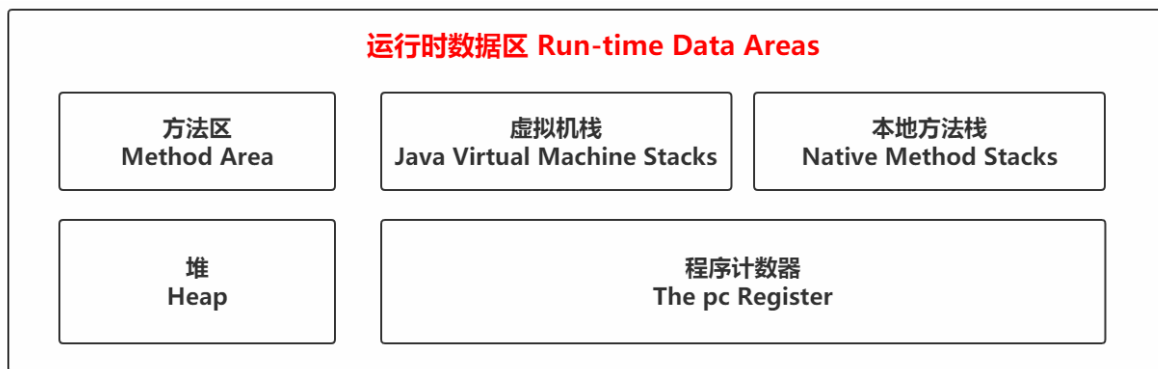 运行时数据区 Run-time Data Areas
方法区
Method Area
虚拟机栈
Java Virtual Machine Stacks
本地方法栈
Native Method Stacks
堆
Heap
程序计数器
The pc Register